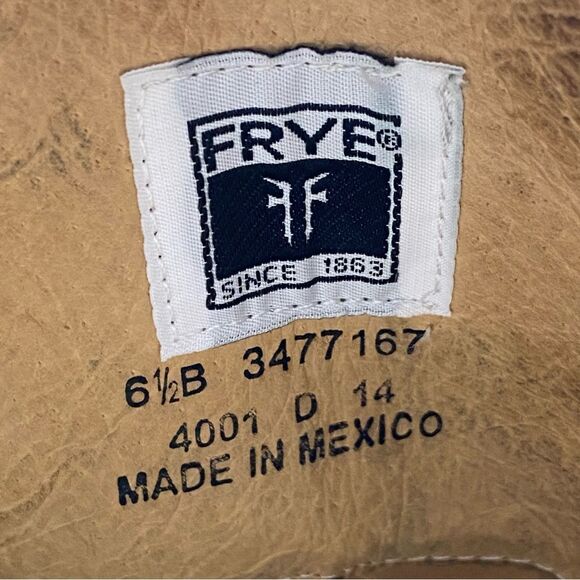 FRYE®
SINCE 1863
6½B 3477167
4001 D 14
MADE IN MEXICO